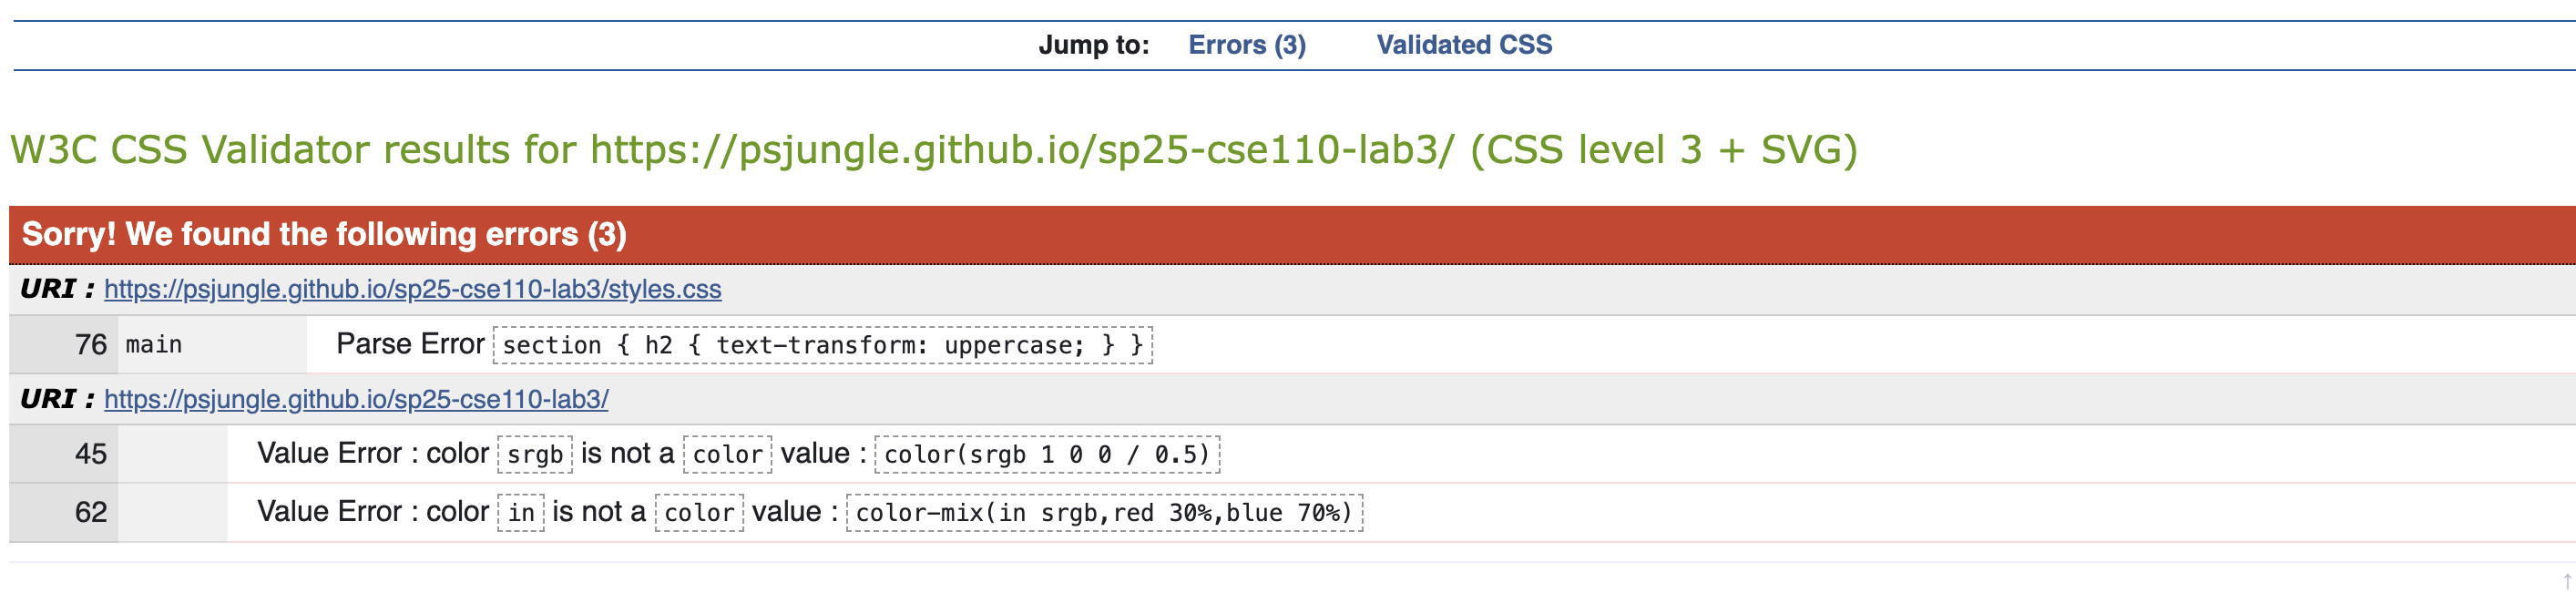 Jump to: Errors (3) Validated CSS
W3C CSS Validator results for https://psjungle.github.io/sp25-cse110-lab3/ (CSS level 3 + SVG)
Sorry! We found the following errors (3)
URI : https://psjungle.github.io/sp25-cse110-lab3/styles.css
76 main Parse Error section { h2 { text-transform: uppercase; } }
URI : https://psjungle.github.io/sp25-cse110-lab3/
45 Value Error : color srgb is not a color value : color(srgb 1 0 0 / 0.5)
62 Value Error : color in is not a color value : color-mix(in srgb,red 30%,blue 70%)
↑